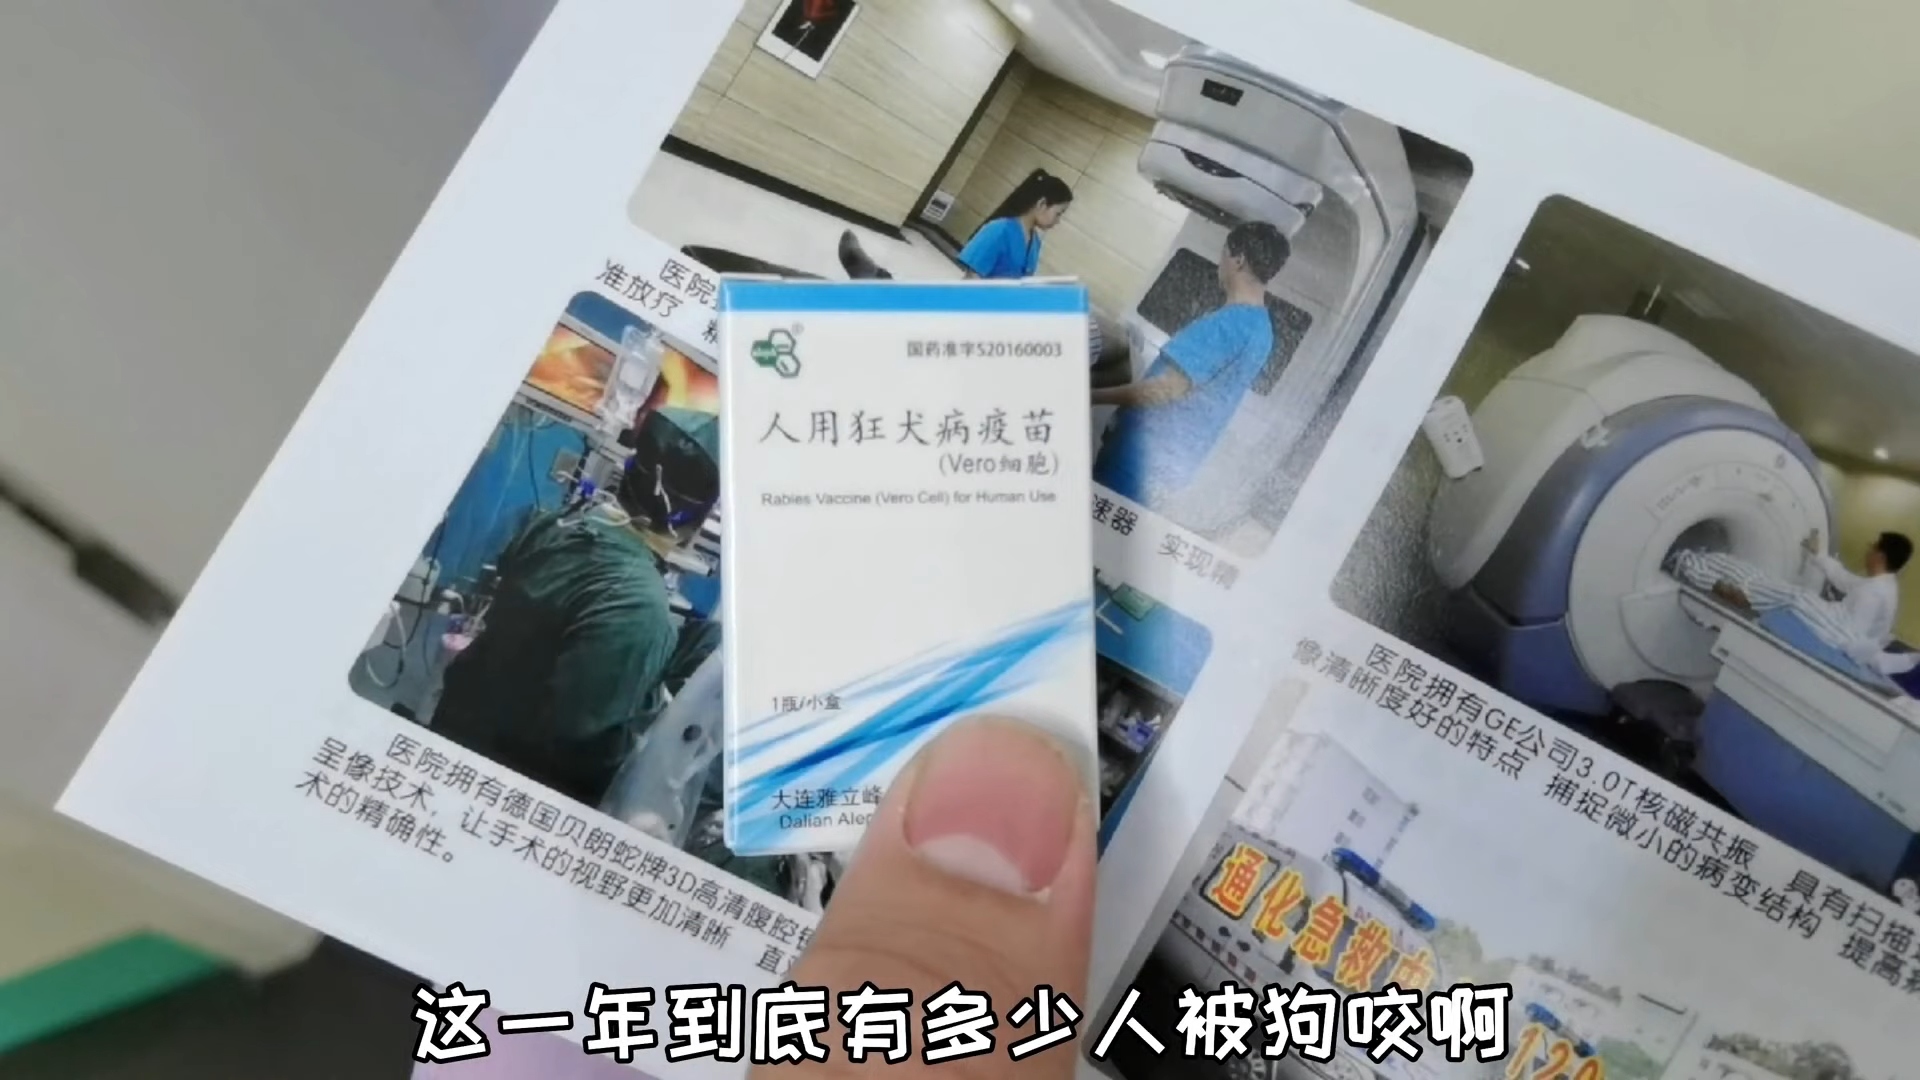 国药准字S20160003
人用狂犬病疫苗
(Vero细胞)
Rabies Vaccine (Vero Cell) for Human Use
1瓶/小盒
大连雅立峰
Dalian
医院
准放疗
速器 实现精
医院拥有德国贝朗蛇牌3D高清腹腔
呈像技术，让手术的视野更加清晰 直
术的精确性。
医院拥有GE公司3.0T核磁共振 具有扫描
像清晰度好的特点 捕捉微小的病变结构 提高
通化急救
120
这一年到底有多少人被狗咬啊